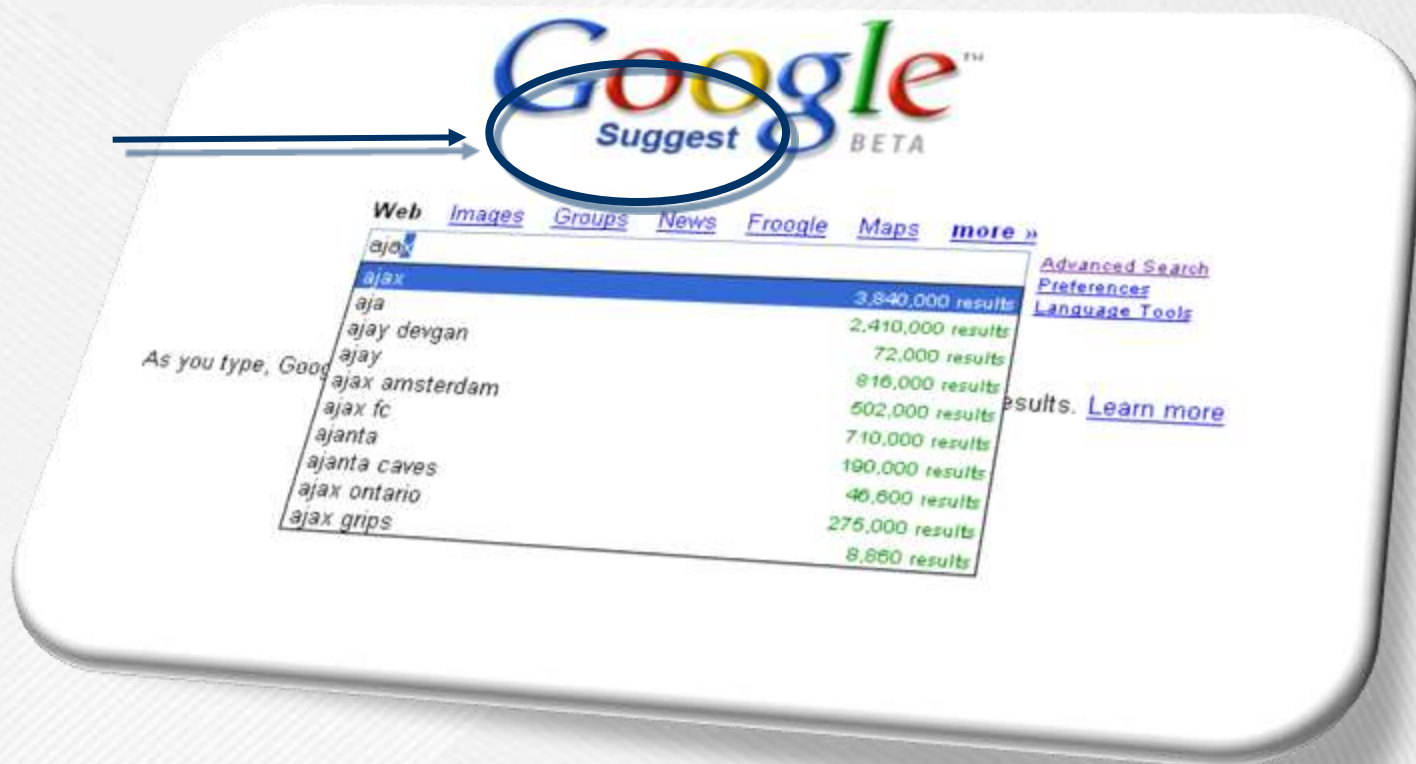 Google™
Suggest BETA
Web Images Groups News Froogle Maps more »
ajax
Advanced Search
Preferences
Language Tools
ajax 3,840,000 results
aja 2,410,000 results
ajay devgan 72,000 results
ajay 816,000 results
ajax amsterdam 502,000 results
ajax fc 710,000 results
ajanta 190,000 results
ajanta caves 46,600 results
ajax ontario 275,000 results
ajax grips 8,860 results
As you type, Goog
esults. Learn more